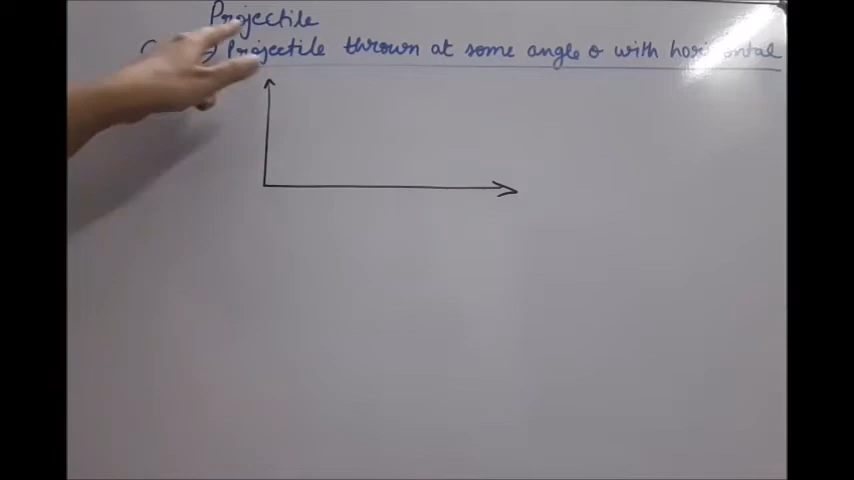 Projectile
Projectile thrown at some angle θ with horizontal